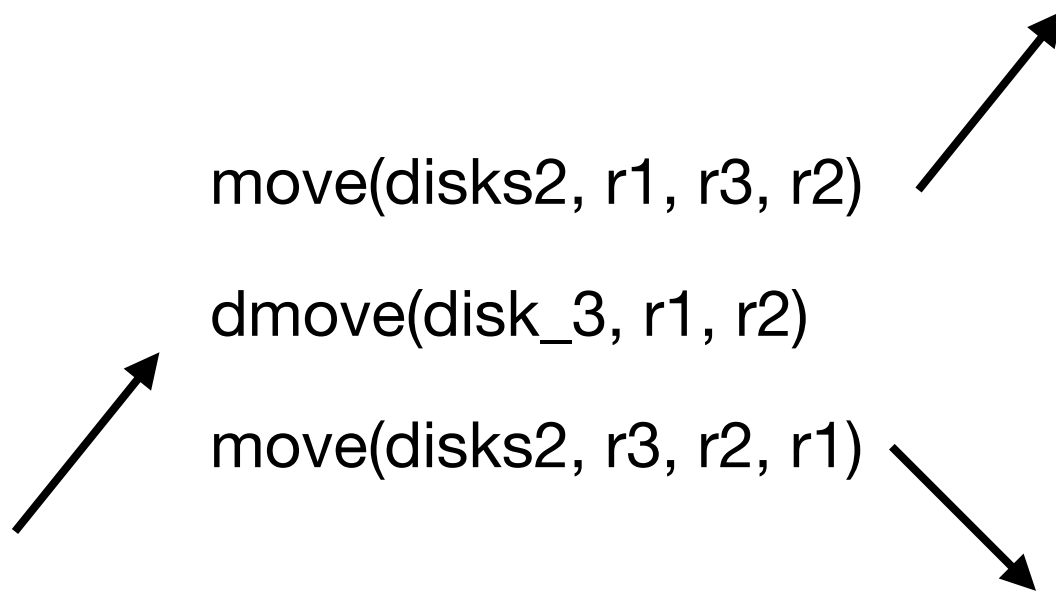 move(disks2, r1, r3, r2)
dmove(disk_3, r1, r2)
move(disks2, r3, r2, r1)